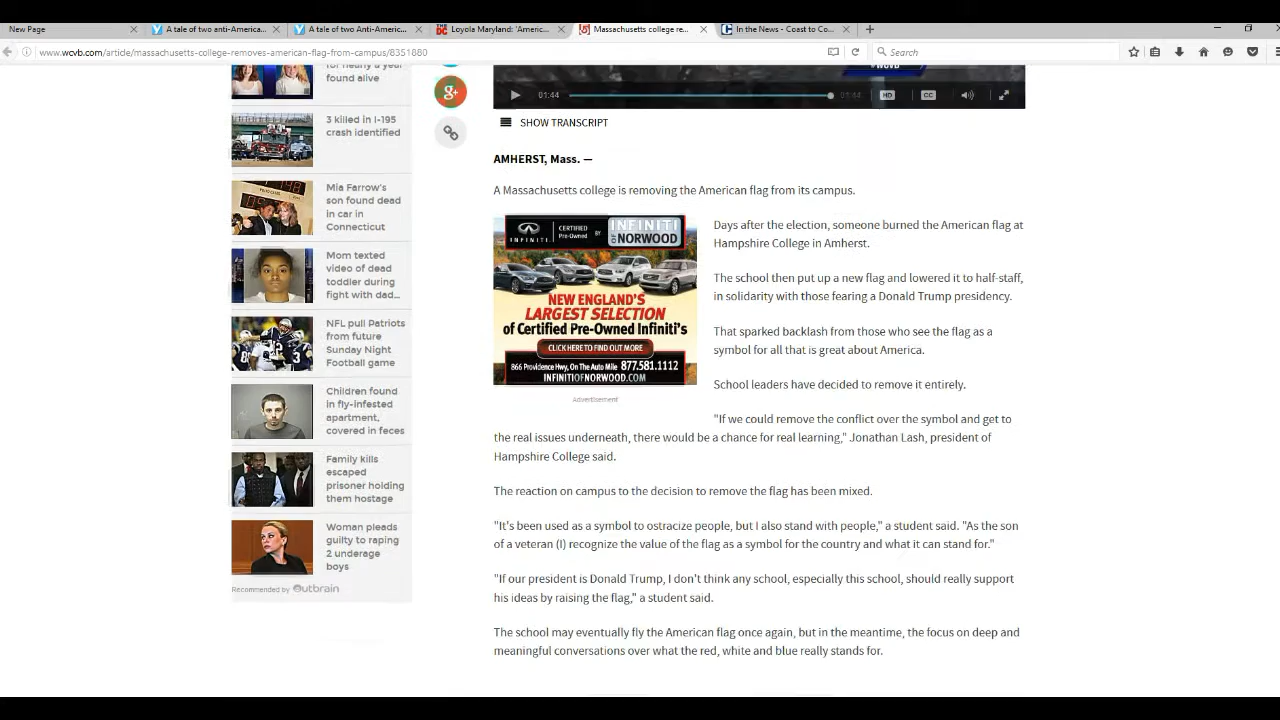 New Page
A tale of two anti-America...
A tale of two Anti-Americ...
Loyola Maryland: 'Americ...
Massachusetts college re...
In the News - Coast to Co...
www.wcvb.com/article/massachusetts-college-removes-american-flag-from-campus/8351880
Search
for nearly a year
found alive
3 killed in I-195
crash identified
Mia Farrow's
son found dead
in car in
Connecticut
Mom texted
video of dead
toddler during
fight with dad...
NFL pull Patriots
from future
Sunday Night
Football game
Children found
in fly-infested
apartment,
covered in feces
Family kills
escaped
prisoner holding
them hostage
Woman pleads
guilty to raping
2 underage
boys
Recommended by Outbrain
g+
01:44
01:44
HD
CC
SHOW TRANSCRIPT
AMHERST, Mass. —
A Massachusetts college is removing the American flag from its campus.
INFINITI
CERTIFIED
Pre-Owned
BY
INFINITI
OF NORWOOD
NEW ENGLAND'S
LARGEST SELECTION
of Certified Pre-Owned Infiniti's
CLICK HERE TO FIND OUT MORE
866 Providence Hwy, On The Auto Mile 877.581.1112
INFINITIOFNORWOOD.COM
Advertisement
Days after the election, someone burned the American flag at
Hampshire College in Amherst.
The school then put up a new flag and lowered it to half-staff,
in solidarity with those fearing a Donald Trump presidency.
That sparked backlash from those who see the flag as a
symbol for all that is great about America.
School leaders have decided to remove it entirely.
"If we could remove the conflict over the symbol and get to
the real issues underneath, there would be a chance for real learning," Jonathan Lash, president of
Hampshire College said.
The reaction on campus to the decision to remove the flag has been mixed.
"It's been used as a symbol to ostracize people, but I also stand with people," a student said. "As the son
of a veteran (I) recognize the value of the flag as a symbol for the country and what it can stand for."
"If our president is Donald Trump, I don't think any school, especially this school, should really support
his ideas by raising the flag," a student said.
The school may eventually fly the American flag once again, but in the meantime, the focus on deep and
meaningful conversations over what the red, white and blue really stands for.